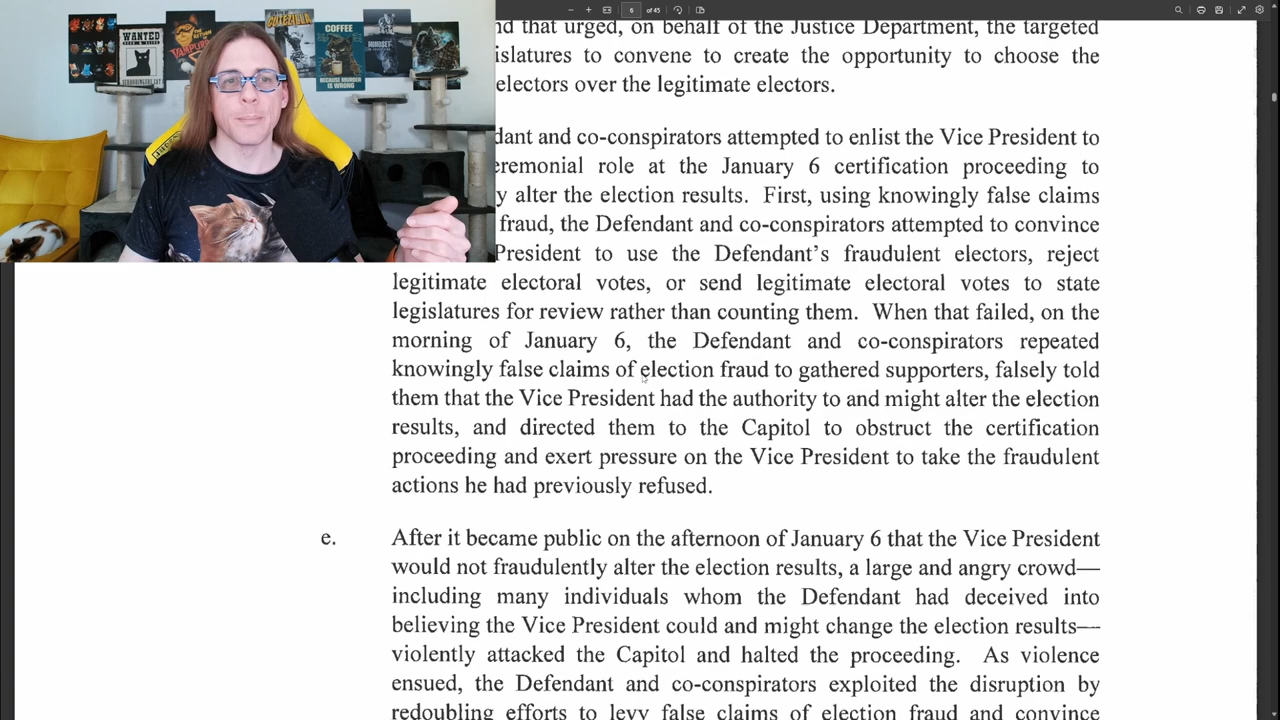 6 of 45
WANTED
VAMPURR
CATZILLA
COFFEE
BECAUSE MURDER
IS WRONG
MINDSET
nd that urged, on behalf of the Justice Department, the targeted
islatures to convene to create the opportunity to choose the
electors over the legitimate electors.
dant and co-conspirators attempted to enlist the Vice President to
eremonial role at the January 6 certification proceeding to
y alter the election results. First, using knowingly false claims
fraud, the Defendant and co-conspirators attempted to convince
President to use the Defendant's fraudulent electors, reject
legitimate electoral votes, or send legitimate electoral votes to state
legislatures for review rather than counting them. When that failed, on the
morning of January 6, the Defendant and co-conspirators repeated
knowingly false claims of election fraud to gathered supporters, falsely told
them that the Vice President had the authority to and might alter the election
results, and directed them to the Capitol to obstruct the certification
proceeding and exert pressure on the Vice President to take the fraudulent
actions he had previously refused.
e. After it became public on the afternoon of January 6 that the Vice President
would not fraudulently alter the election results, a large and angry crowd—
including many individuals whom the Defendant had deceived into
believing the Vice President could and might change the election results—
violently attacked the Capitol and halted the proceeding. As violence
ensued, the Defendant and co-conspirators exploited the disruption by
redoubling efforts to levy false claims of election fraud and convince